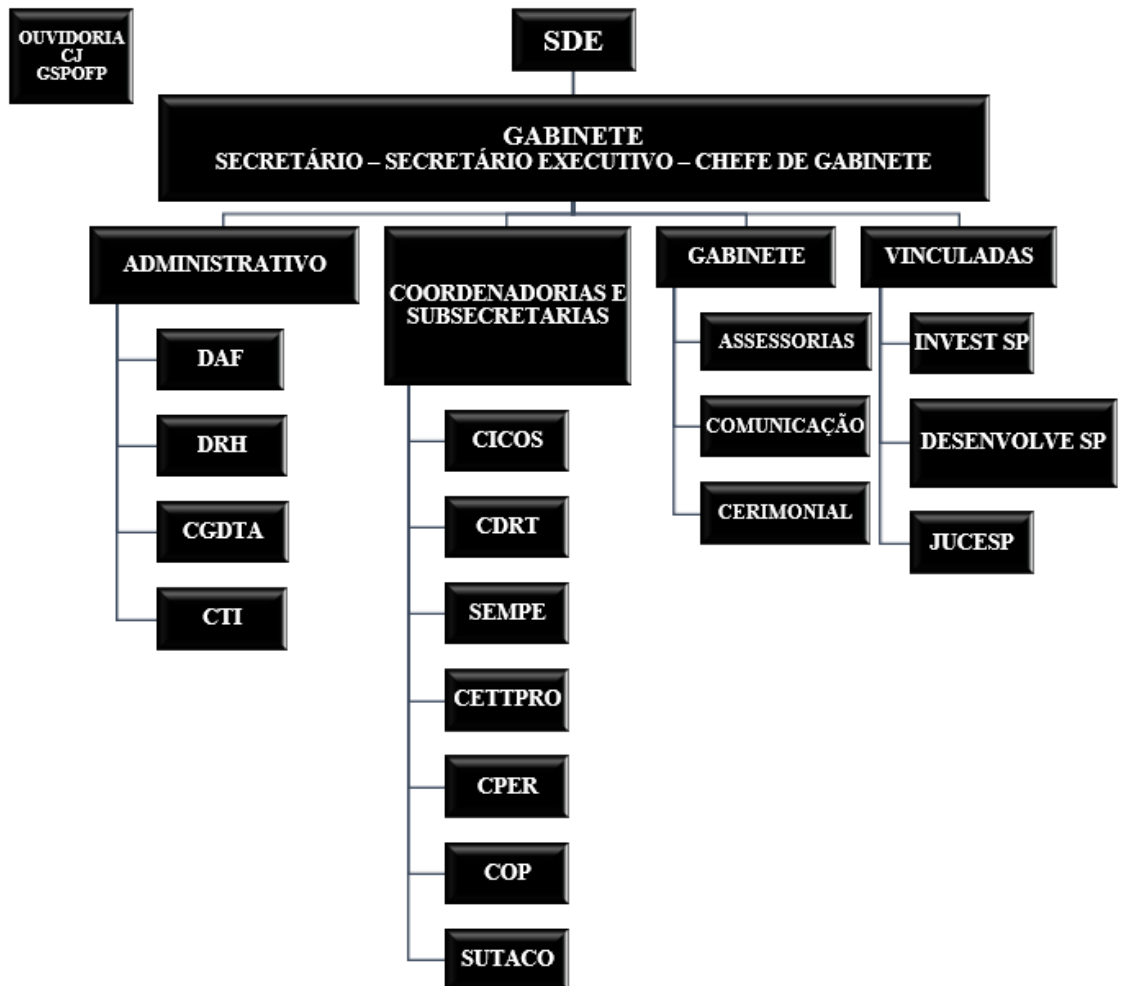 OUVIDORIA
CJ
GSPOFP
SDE
GABINETE
SECRETÁRIO – SECRETÁRIO EXECUTIVO – CHEFE DE GABINETE
ADMINISTRATIVO
DAF
DRH
CGDTA
CTI
COORDENADORIAS E
SUBSECRETARIAS
CICOS
CDRT
SEMPE
CETTPRO
CPER
COP
SUTACO
GABINETE
ASSESSORIAS
COMUNICAÇÃO
CERIMONIAL
VINCULADAS
INVEST SP
DESENVOLVE SP
JUCESP